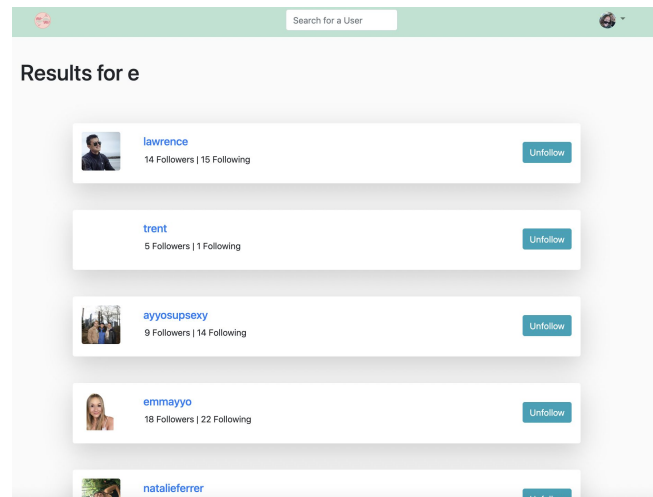 Search for a User
Results for e
lawrence
14 Followers | 15 Following
Unfollow
trent
5 Followers | 1 Following
Unfollow
ayyosupsexy
9 Followers | 14 Following
Unfollow
emmayyo
18 Followers | 22 Following
Unfollow
natalieferrer